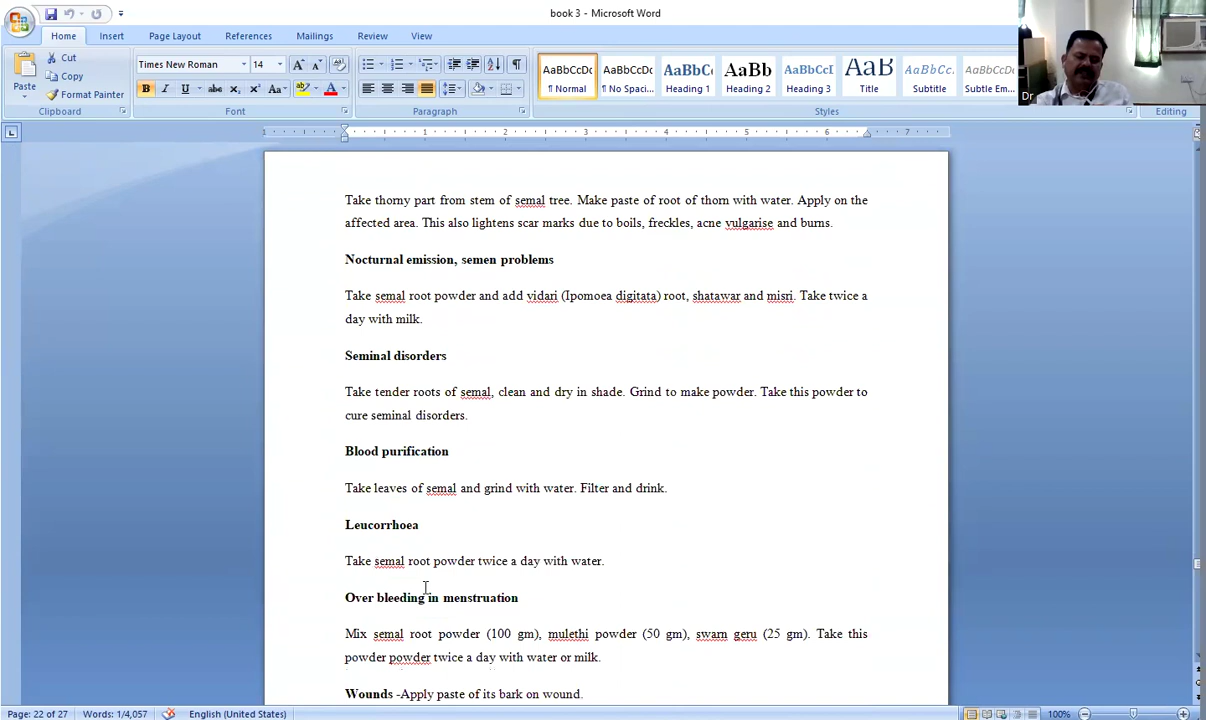 book 3 - Microsoft Word
Home Insert Page Layout References Mailings Review View
Cut
Copy
Format Painter
Paste
Times New Roman 14
AaBbCcDc AaBbCcDc AaBbCc AaBb AaBbCcI AaB AaBbCc. AaBbCcDc
¶ Normal ¶ No Spaci... Heading 1 Heading 2 Heading 3 Title Subtitle Subtle Em...
Dr
Clipboard Font Paragraph Styles Editing
1 1 2 3 4 5 6 7
Take thorny part from stem of semal tree. Make paste of root of thorn with water. Apply on the
affected area. This also lightens scar marks due to boils, freckles, acne vulgarise and burns.
Nocturnal emission, semen problems
Take semal root powder and add vidari (Ipomoea digitata) root, shatawar and misri. Take twice a
day with milk.
Seminal disorders
Take tender roots of semal, clean and dry in shade. Grind to make powder. Take this powder to
cure seminal disorders.
Blood purification
Take leaves of semal and grind with water. Filter and drink.
Leucorrhoea
Take semal root powder twice a day with water.
Over bleeding in menstruation
Mix semal root powder (100 gm), mulethi powder (50 gm), swarn geru (25 gm). Take this
powder powder twice a day with water or milk.
Wounds -Apply paste of its bark on wound.
Page: 22 of 27 Words: 1/4,057 English (United States) 100%